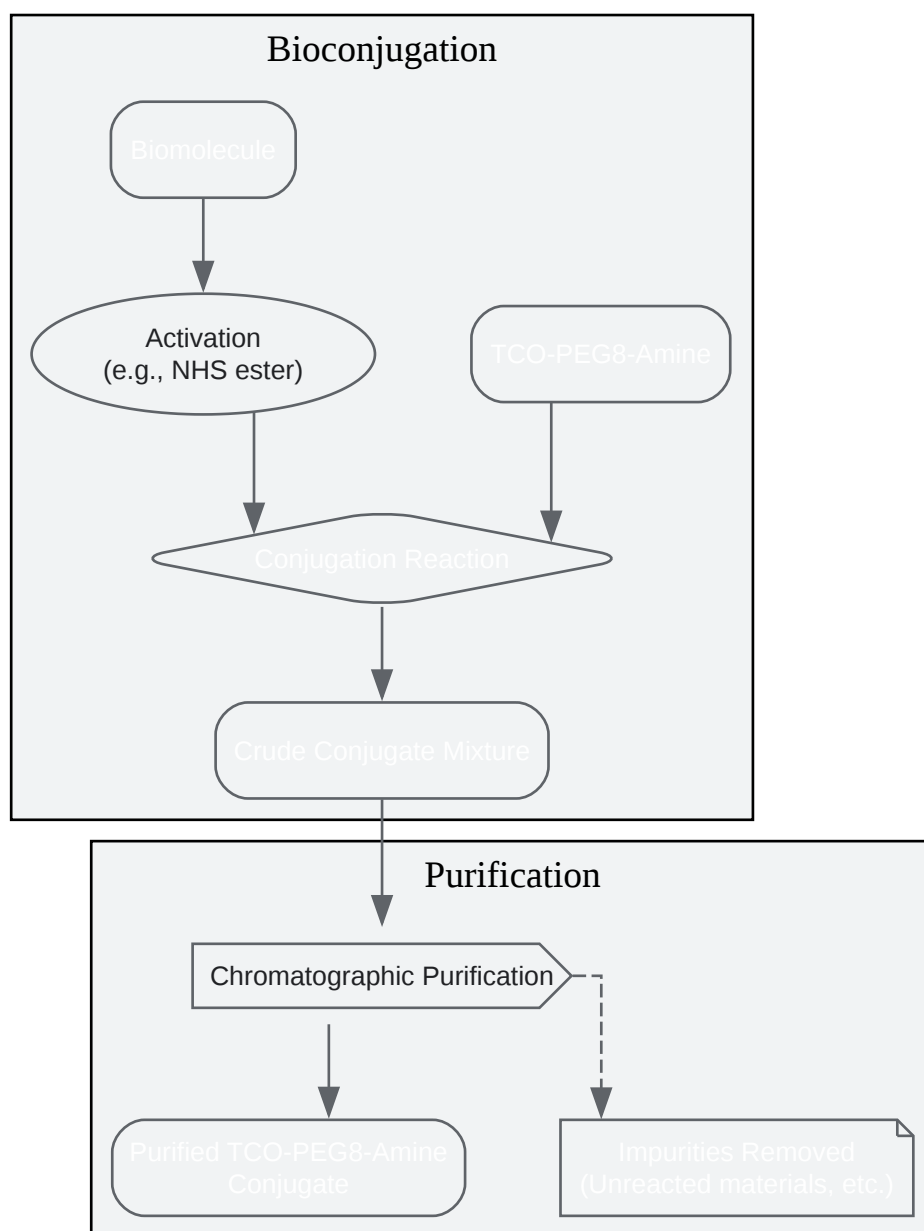 Bioconjugation
Biomolecule
Activation
(e.g., NHS ester)
TCO-PEG8-Amine
Conjugation Reaction
Crude Conjugate Mixture
Purification
Chromatographic Purification
Purified TCO-PEG8-Amine
Conjugate
Impurities Removed
(Unreacted materials, etc.)